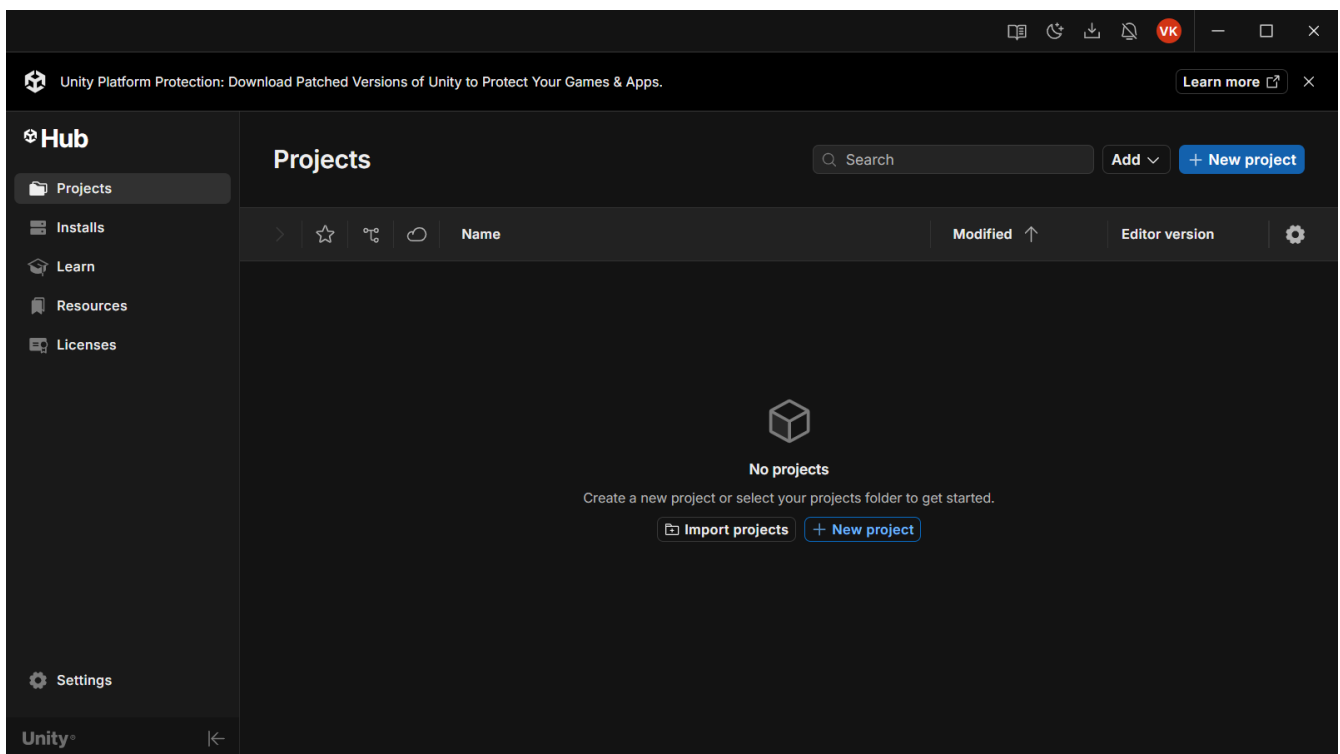 VK
Unity Platform Protection: Download Patched Versions of Unity to Protect Your Games & Apps.
Learn more
Hub
Projects
Installs
Learn
Resources
Licenses
Settings
Unity
Projects
Search
Add
+ New project
Name
Modified
Editor version
No projects
Create a new project or select your projects folder to get started.
Import projects
+ New project